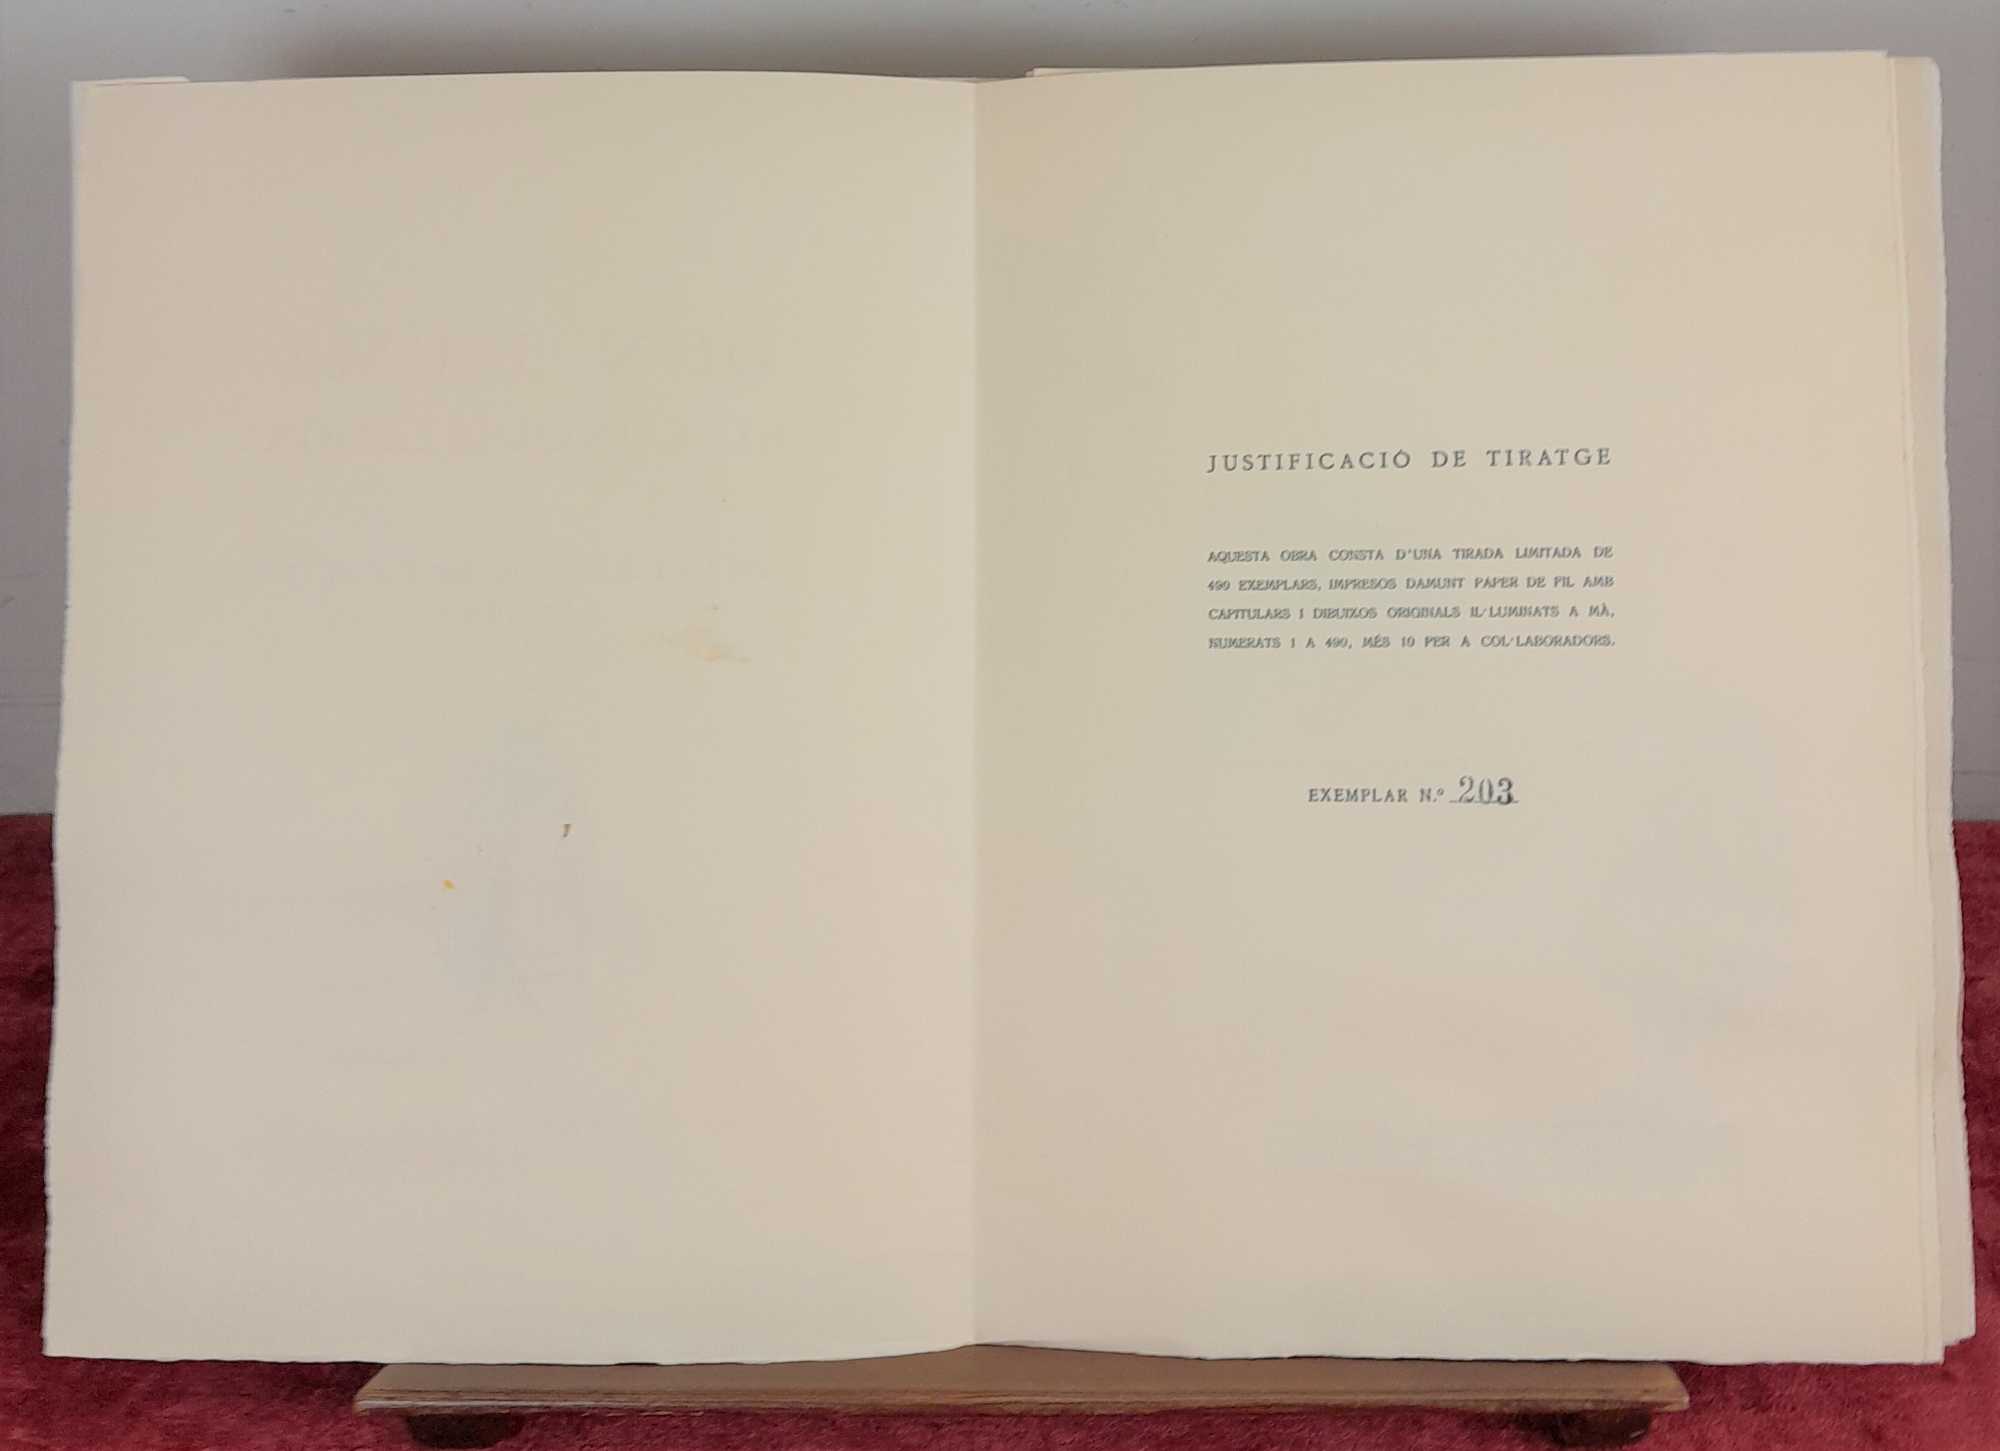 JUSTIFICACIÓ DE TIRATGE
AQUESTA OBRA CONSTA D'UNA TIRADA LIMITADA DE
490 EXEMPLARS, IMPRESOS DAMUNT PAPER DE FIL AMB
CAPITULARS I DIBUIXOS ORIGINALS IL·LUMINATS A MÀ,
NUMERATS 1 A 490, MÉS 10 PER A COL·LABORADORS.
EXEMPLAR N.º 203